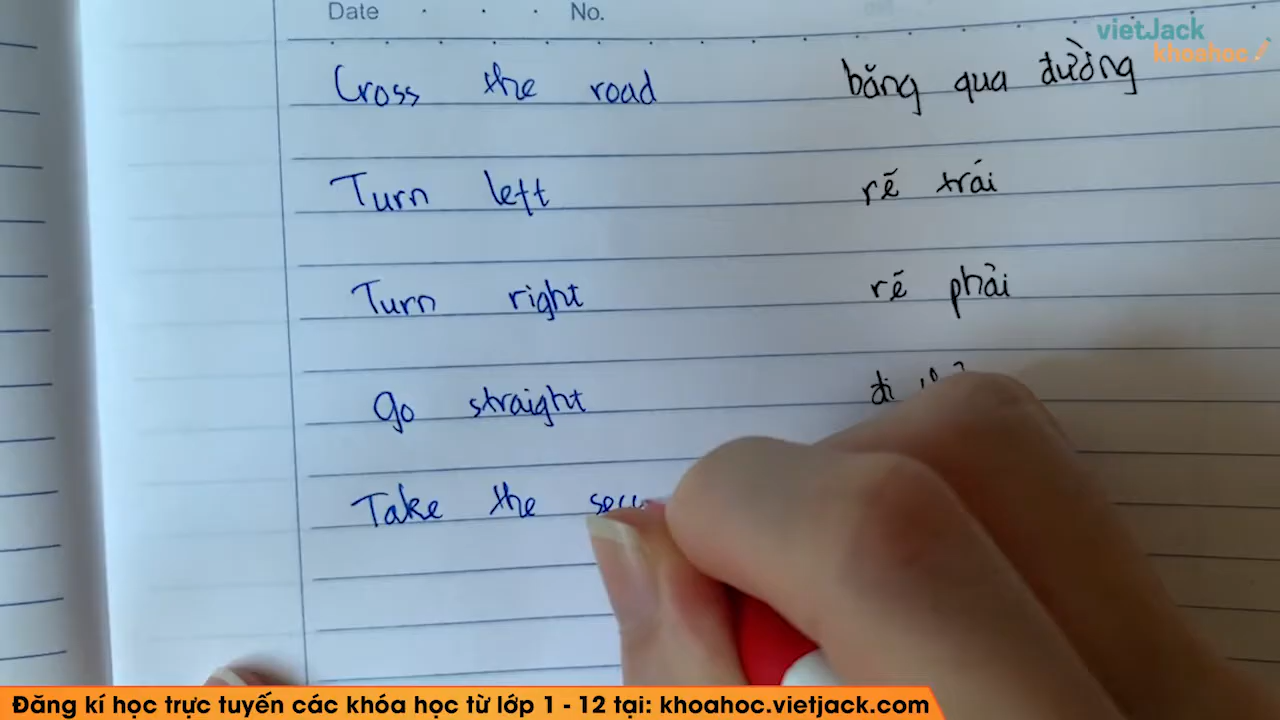 Date . . . No.
vietJack
khoahoc
Cross the road băng qua đường
Turn left rẽ trái
Turn right rẽ phải
Go straight đi
Take the
Đăng kí học trực tuyến các khóa học từ lớp 1 - 12 tại: khoahoc.vietjack.com